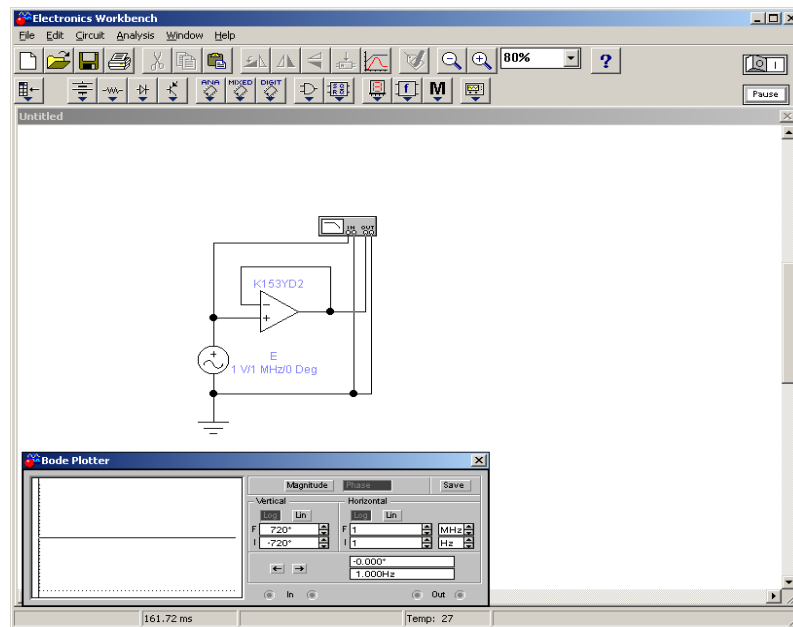 Electronics Workbench
File Edit Circuit Analysis Window Help
80%
?
ANA MIXED DIGIT
M
Pause
Untitled
IN OUT
K153YD2
E
1 V/1 MHz/0 Deg
Bode Plotter
Magnitude Phase Save
Vertical Horizontal
Log Lin Log Lin
F 720° F 1 MHz
I -720° I 1 Hz
-0.000°
1.000Hz
In Out
161.72 ms Temp: 27